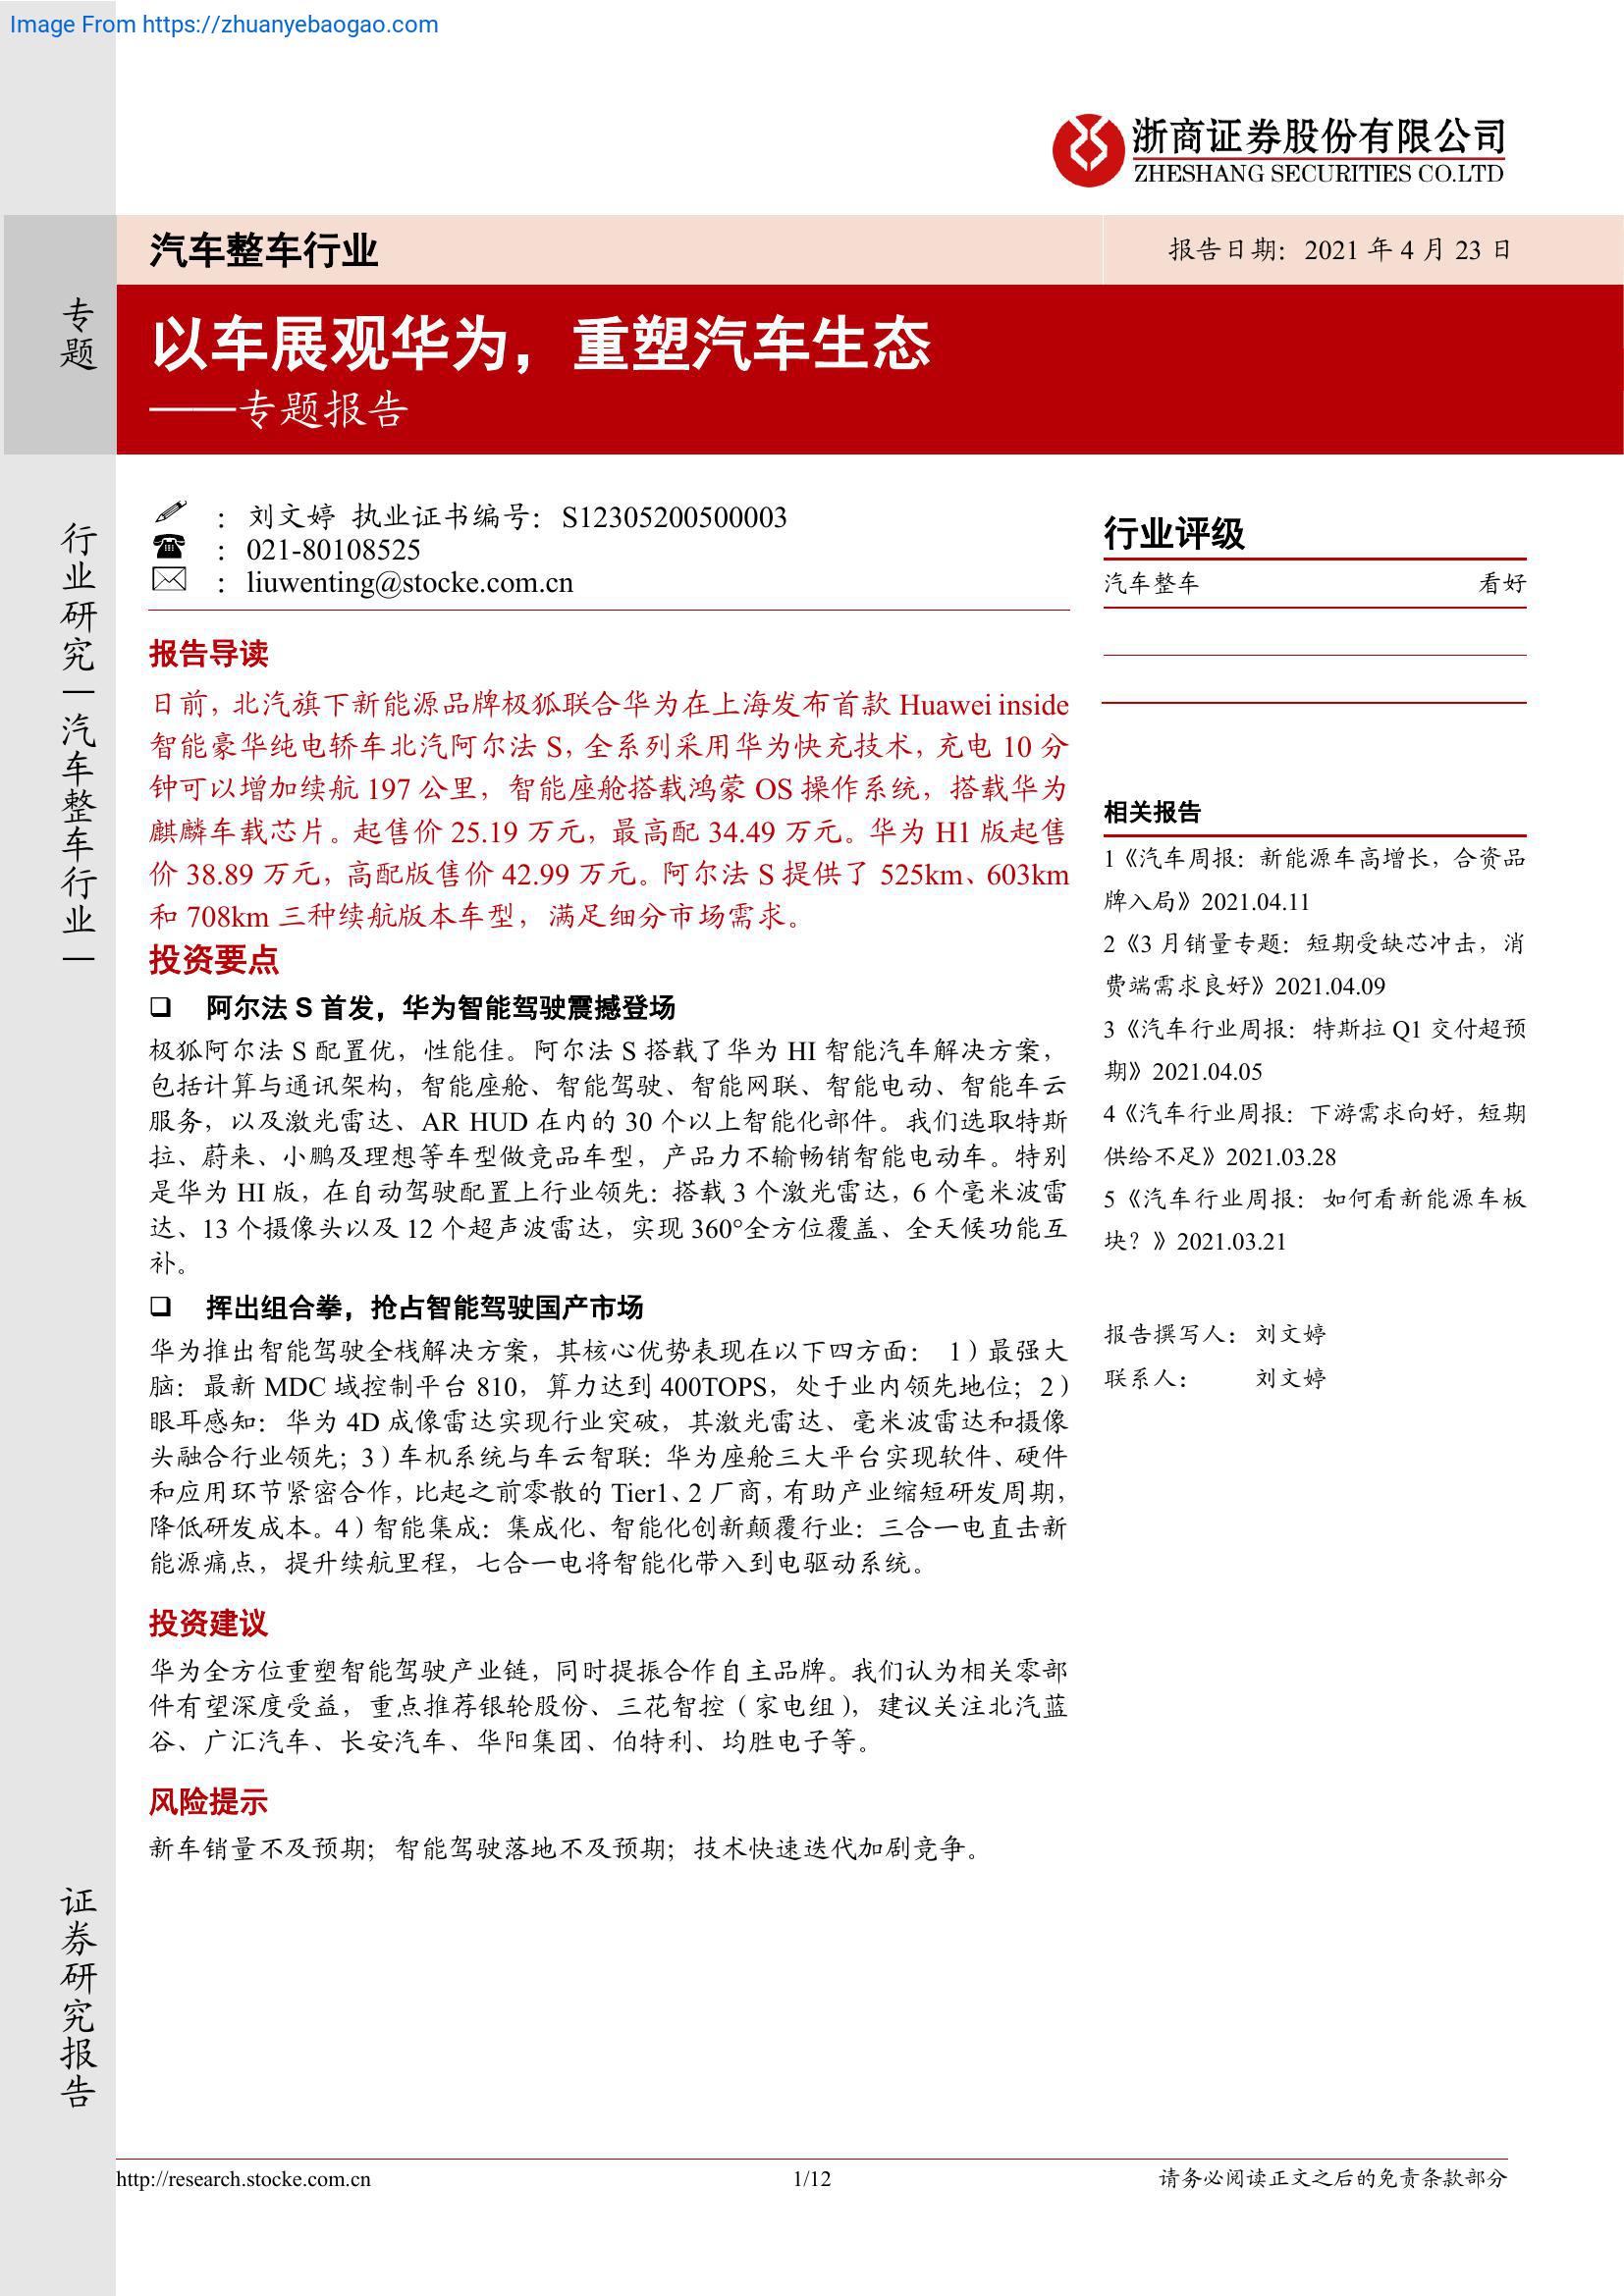 Image From https://zhuanyebaogao.com
浙商证券股份有限公司
ZHESHANG SECURITIES CO.LTD
汽车整车行业
报告日期：2021 年 4 月 23 日
专题
以车展观华为，重塑汽车生态
——专题报告
行业研究｜汽车整车行业｜
证券研究报告
： 刘文婷 执业证书编号：S12305200500003
： 021-80108525
： liuwenting@stocke.com.cn
报告导读
日前，北汽旗下新能源品牌极狐联合华为在上海发布首款 Huawei inside
智能豪华纯电轿车北汽阿尔法 S，全系列采用华为快充技术，充电 10 分
钟可以增加续航 197 公里，智能座舱搭载鸿蒙 OS 操作系统，搭载华为
麒麟车载芯片。起售价 25.19 万元，最高配 34.49 万元。华为 H1 版起售
价 38.89 万元，高配版售价 42.99 万元。阿尔法 S 提供了 525km、603km
和 708km 三种续航版本车型，满足细分市场需求。
投资要点
❑ 阿尔法 S 首发，华为智能驾驶震撼登场
极狐阿尔法 S 配置优，性能佳。阿尔法 S 搭载了华为 HI 智能汽车解决方案，
包括计算与通讯架构，智能座舱、智能驾驶、智能网联、智能电动、智能车云
服务，以及激光雷达、AR HUD 在内的 30 个以上智能化部件。我们选取特斯
拉、蔚来、小鹏及理想等车型做竞品车型，产品力不输畅销智能电动车。特别
是华为 HI 版，在自动驾驶配置上行业领先：搭载 3 个激光雷达，6 个毫米波雷
达、13 个摄像头以及 12 个超声波雷达，实现 360°全方位覆盖、全天候功能互
补。
❑ 挥出组合拳，抢占智能驾驶国产市场
华为推出智能驾驶全栈解决方案，其核心优势表现在以下四方面： 1）最强大
脑：最新 MDC 域控制平台 810，算力达到 400TOPS，处于业内领先地位；2）
眼耳感知：华为 4D 成像雷达实现行业突破，其激光雷达、毫米波雷达和摄像
头融合行业领先；3）车机系统与车云智联：华为座舱三大平台实现软件、硬件
和应用环节紧密合作，比起之前零散的 Tier1、2 厂商，有助产业缩短研发周期，
降低研发成本。4）智能集成：集成化、智能化创新颠覆行业：三合一电直击新
能源痛点，提升续航里程，七合一电将智能化带入到电驱动系统。
投资建议
华为全方位重塑智能驾驶产业链，同时提振合作自主品牌。我们认为相关零部
件有望深度受益，重点推荐银轮股份、三花智控（家电组），建议关注北汽蓝
谷、广汇汽车、长安汽车、华阳集团、伯特利、均胜电子等。
风险提示
新车销量不及预期；智能驾驶落地不及预期；技术快速迭代加剧竞争。
行业评级
汽车整车 看好
相关报告
1《汽车周报：新能源车高增长，合资品
牌入局》2021.04.11
2《3 月销量专题：短期受缺芯冲击，消
费端需求良好》2021.04.09
3《汽车行业周报：特斯拉 Q1 交付超预
期》2021.04.05
4《汽车行业周报：下游需求向好，短期
供给不足》2021.03.28
5《汽车行业周报：如何看新能源车板
块？》2021.03.21
报告撰写人： 刘文婷
联系人： 刘文婷
http://research.stocke.com.cn
1/12
请务必阅读正文之后的免责条款部分